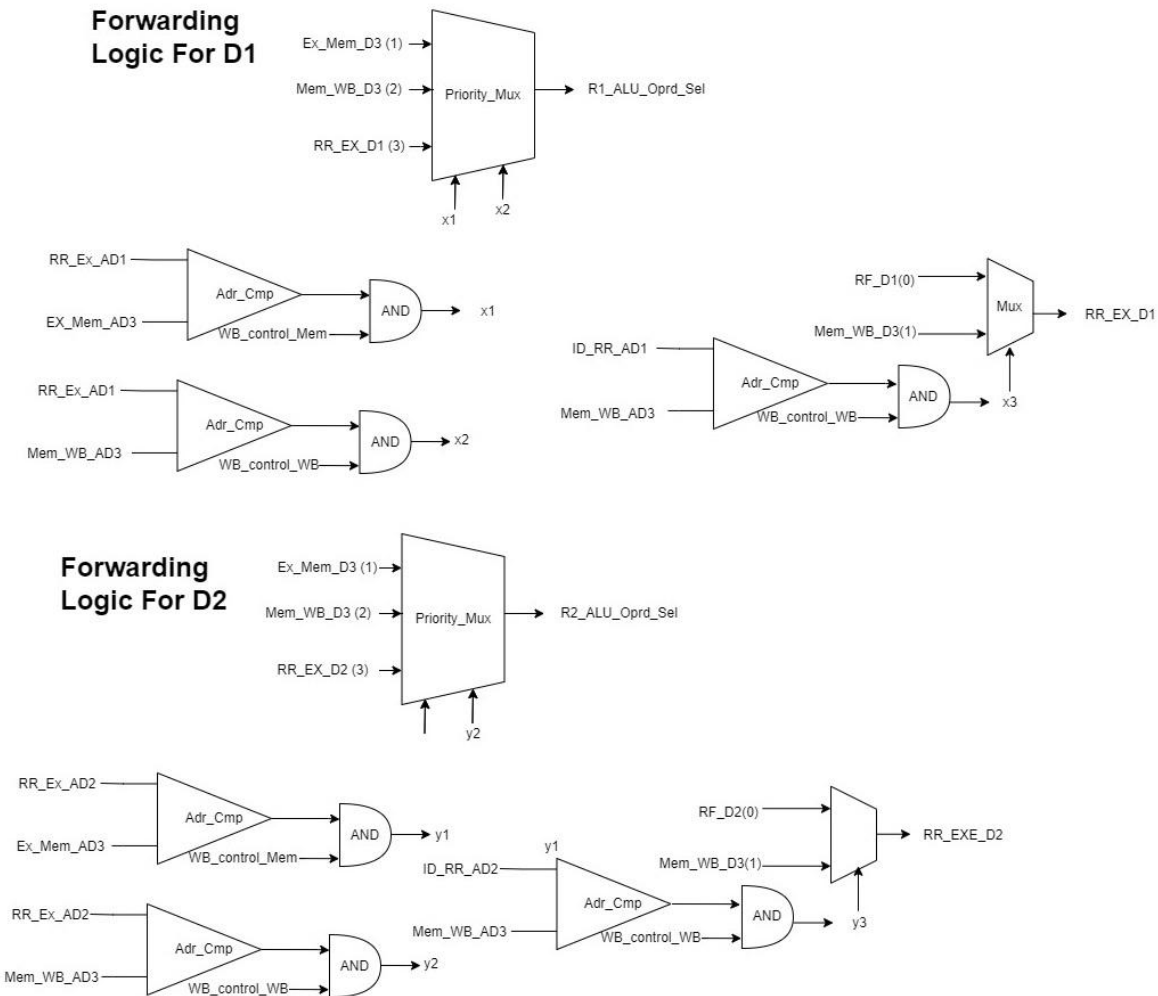 Forwarding
Logic For D1
Ex_Mem_D3 (1)
Mem_WB_D3 (2)
Priority_Mux
R1_ALU_Oprd_Sel
RR_EX_D1 (3)
x1
x2
RR_Ex_AD1
Adr_Cmp
EX_Mem_AD3
WB_control_Mem
AND
x1
RR_Ex_AD1
Adr_Cmp
Mem_WB_AD3
WB_control_WB
AND
x2
RF_D1(0)
Mux
Mem_WB_D3(1)
RR_EX_D1
ID_RR_AD1
Adr_Cmp
Mem_WB_AD3
WB_control_WB
AND
x3
Forwarding
Logic For D2
Ex_Mem_D3 (1)
Mem_WB_D3 (2)
Priority_Mux
R2_ALU_Oprd_Sel
RR_EX_D2 (3)
y2
RR_Ex_AD2
Adr_Cmp
Ex_Mem_AD3
WB_control_Mem
AND
y1
RR_Ex_AD2
Adr_Cmp
Mem_WB_AD3
WB_control_WB
AND
y2
RF_D2(0)
Mem_WB_D3(1)
RR_EXE_D2
y1
ID_RR_AD2
Adr_Cmp
Mem_WB_AD3
WB_control_WB
AND
y3